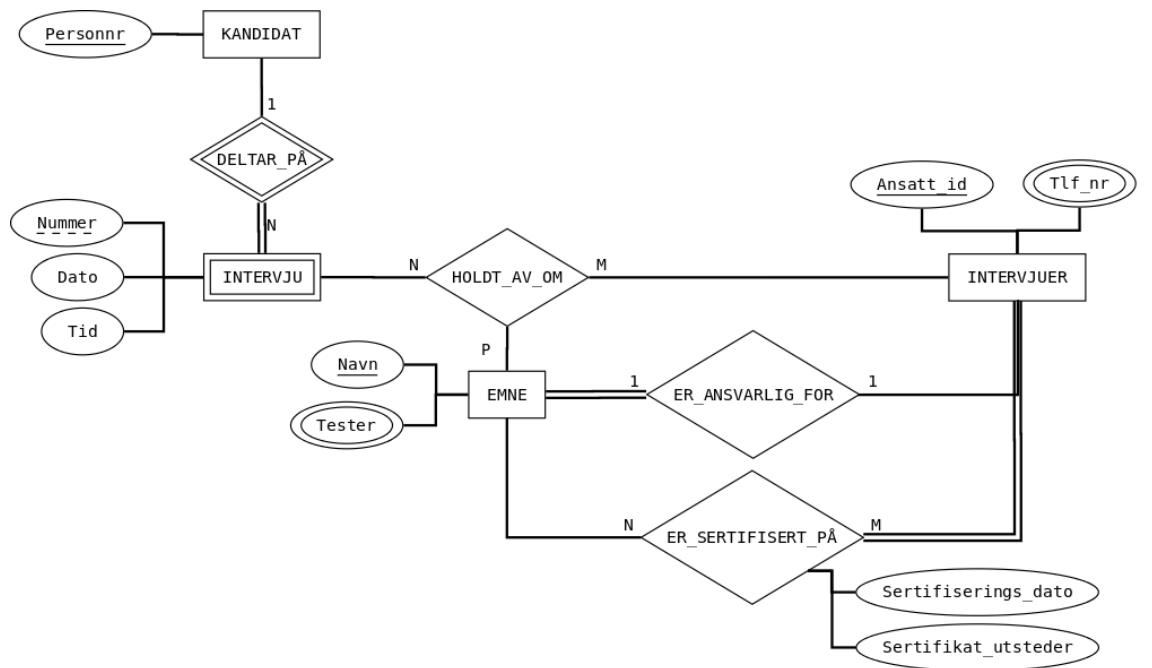 Personnr
KANDIDAT
1
DELTAR_PÅ
N
Ansatt_id
Tlf_nr
Nummer
Dato
Tid
INTERVJU
N
HOLDT_AV_OM
M
INTERVJUER
P
Navn
Tester
EMNE
1
ER_ANSVARLIG_FOR
1
N
ER_SERTIFISERT_PÅ
M
Sertifiserings_dato
Sertifikat_utsteder